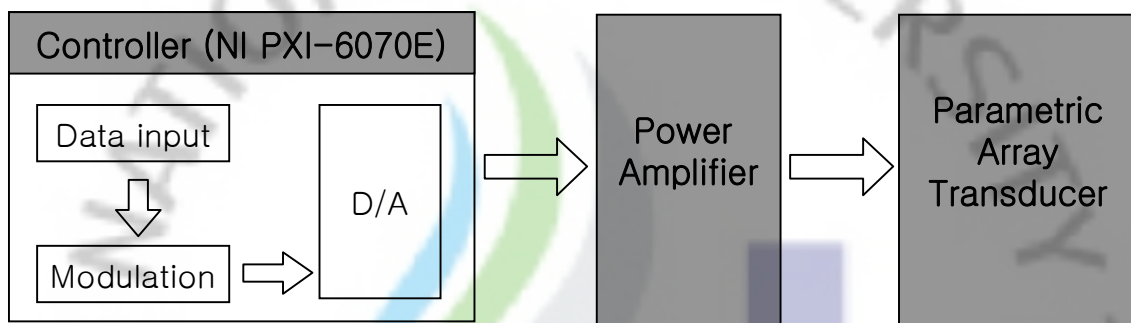 Controller (NI PXI-6070E)
Data input
Modulation
D/A
Power
Amplifier
Parametric
Array
Transducer